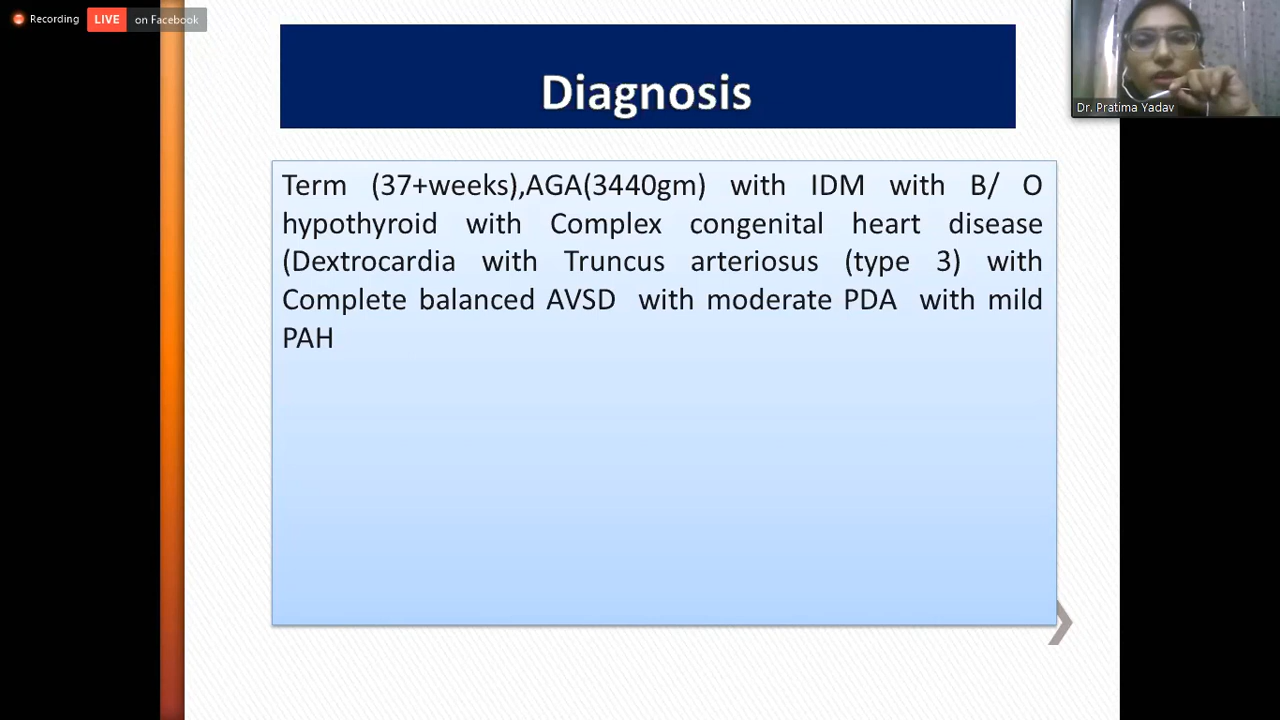 Recording LIVE on Facebook
Diagnosis
Dr. Pratima Yadav
Term (37+weeks),AGA(3440gm) with IDM with B/ O
hypothyroid with Complex congenital heart disease
(Dextrocardia with Truncus arteriosus (type 3) with
Complete balanced AVSD with moderate PDA with mild
PAH